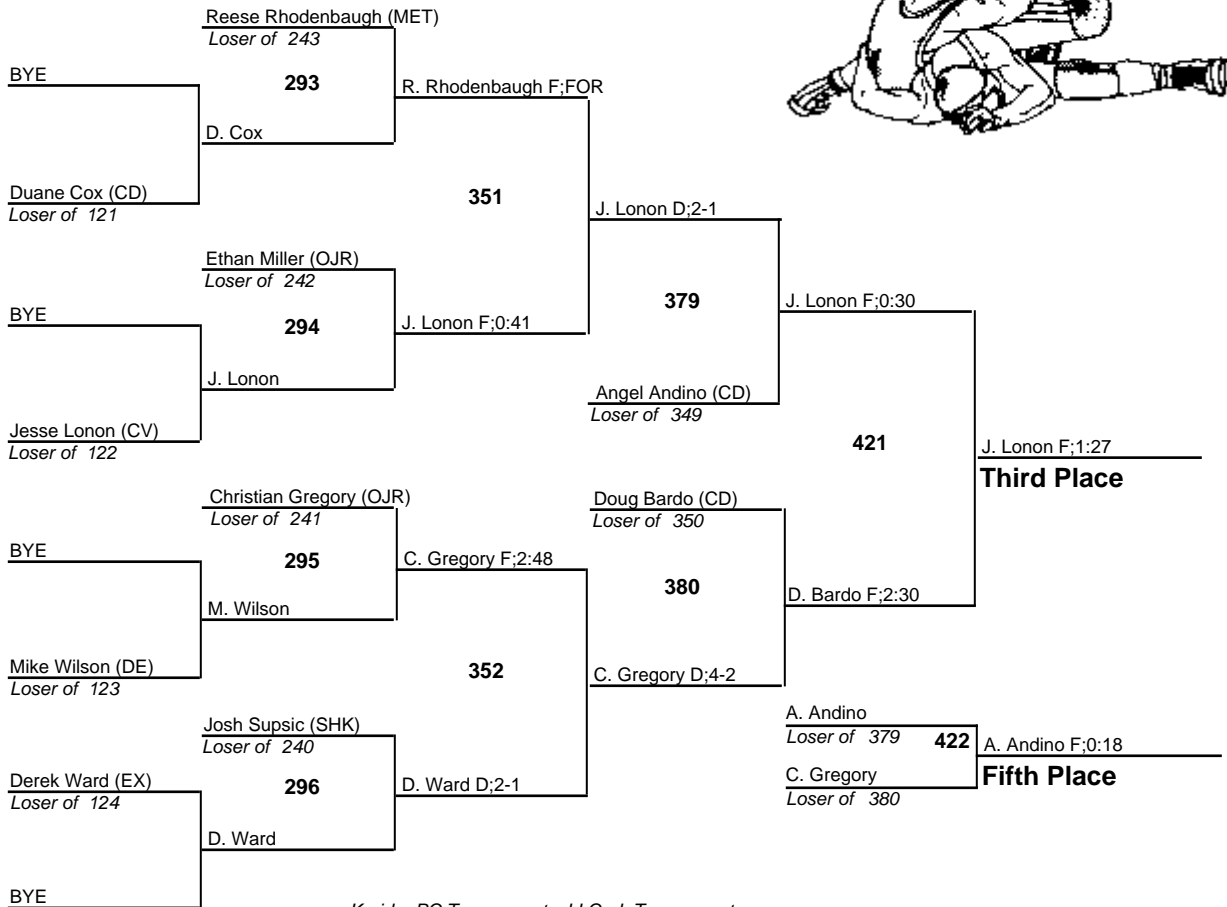 Reese Rhodenbaugh (MET)
Loser of 243
BYE
293
R. Rhodenbaugh F;FOR
D. Cox
Duane Cox (CD)
Loser of 121
351
J. Lonon D;2-1
Ethan Miller (OJR)
Loser of 242
BYE
294
J. Lonon F;0:41
379
J. Lonon F;0:30
J. Lonon
Angel Andino (CD)
Loser of 349
Jesse Lonon (CV)
Loser of 122
421
J. Lonon F;1:27
Third Place
Christian Gregory (OJR)
Loser of 241
Doug Bardo (CD)
Loser of 350
BYE
295
C. Gregory F;2:48
380
D. Bardo F;2:30
M. Wilson
Mike Wilson (DE)
Loser of 123
352
C. Gregory D;4-2
Josh Supsic (SHK)
Loser of 240
A. Andino
Loser of 379
422
A. Andino F;0:18
Fifth Place
Derek Ward (EX)
Loser of 124
296
D. Ward D;2-1
C. Gregory
Loser of 380
D. Ward
BYE